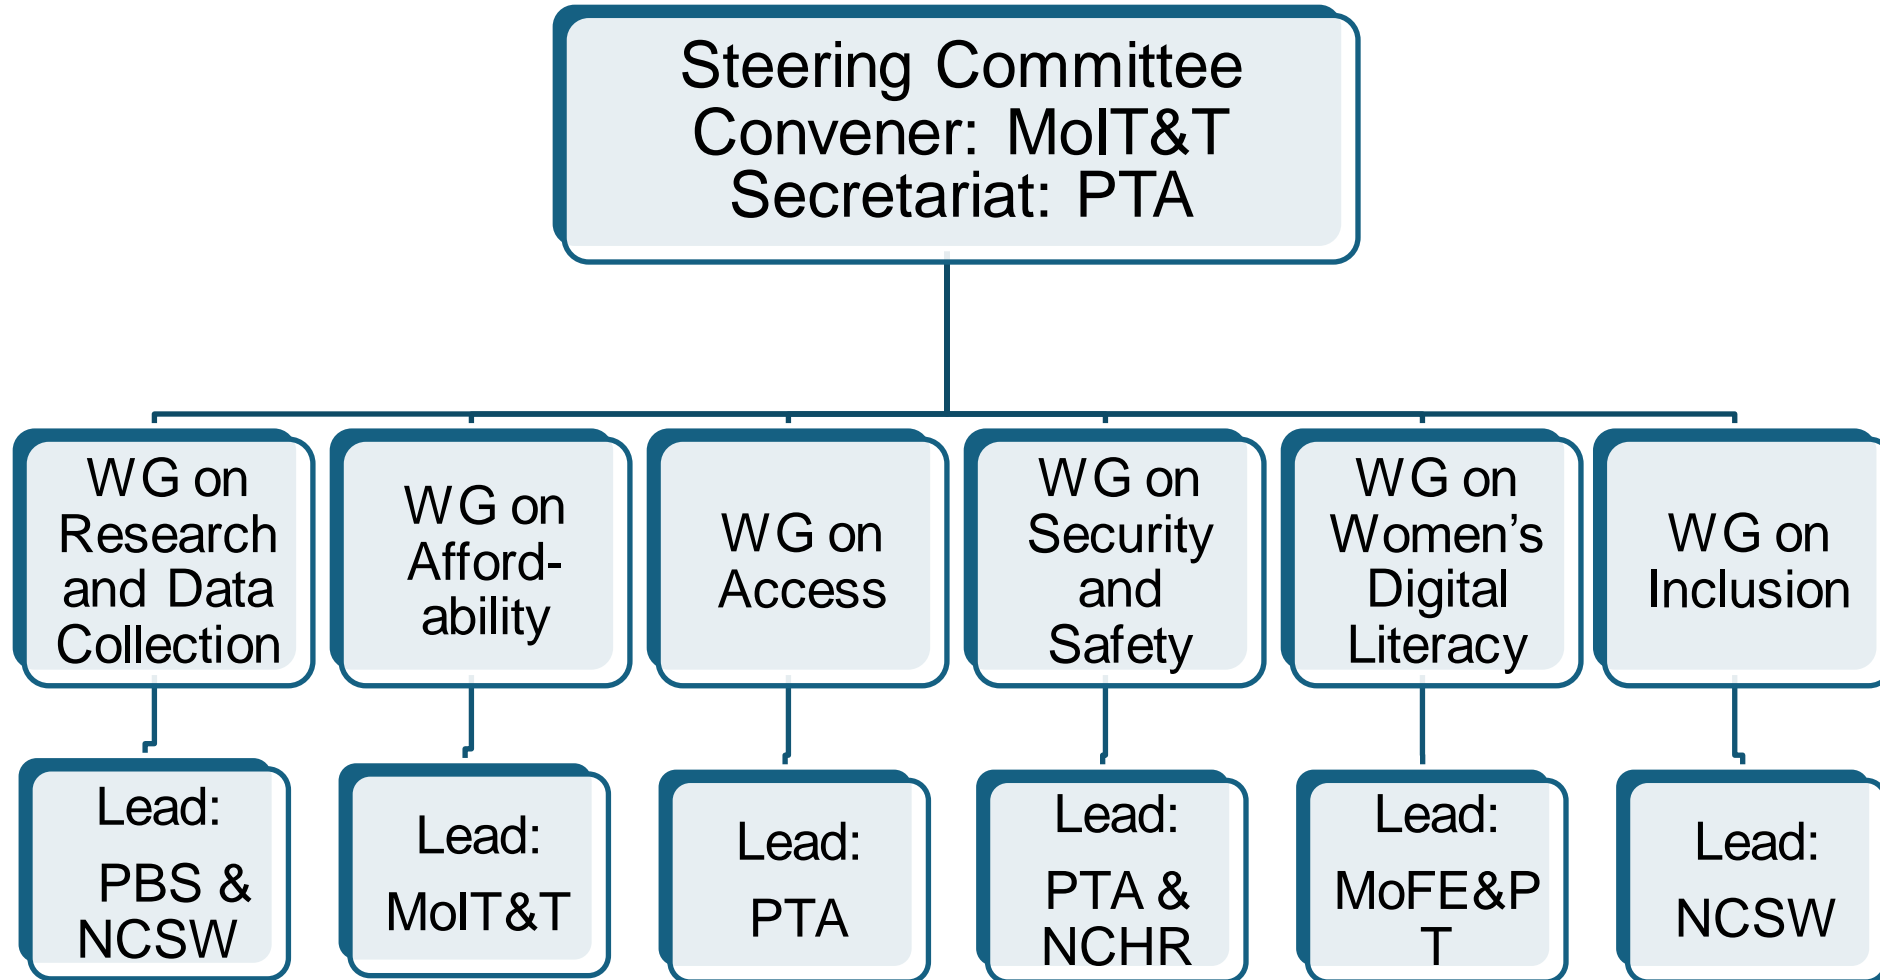 Steering Committee
Convener: MoIT&T
Secretariat: PTA
WG on
Research
and Data
Collection
WG on
Afford-
ability
WG on
Access
WG on
Security
and
Safety
WG on
Women’s
Digital
Literacy
WG on
Inclusion
Lead:
PBS &
NCSW
Lead:
MoIT&T
Lead:
PTA
Lead:
PTA &
NCHR
Lead:
MoFE&P
T
Lead:
NCSW